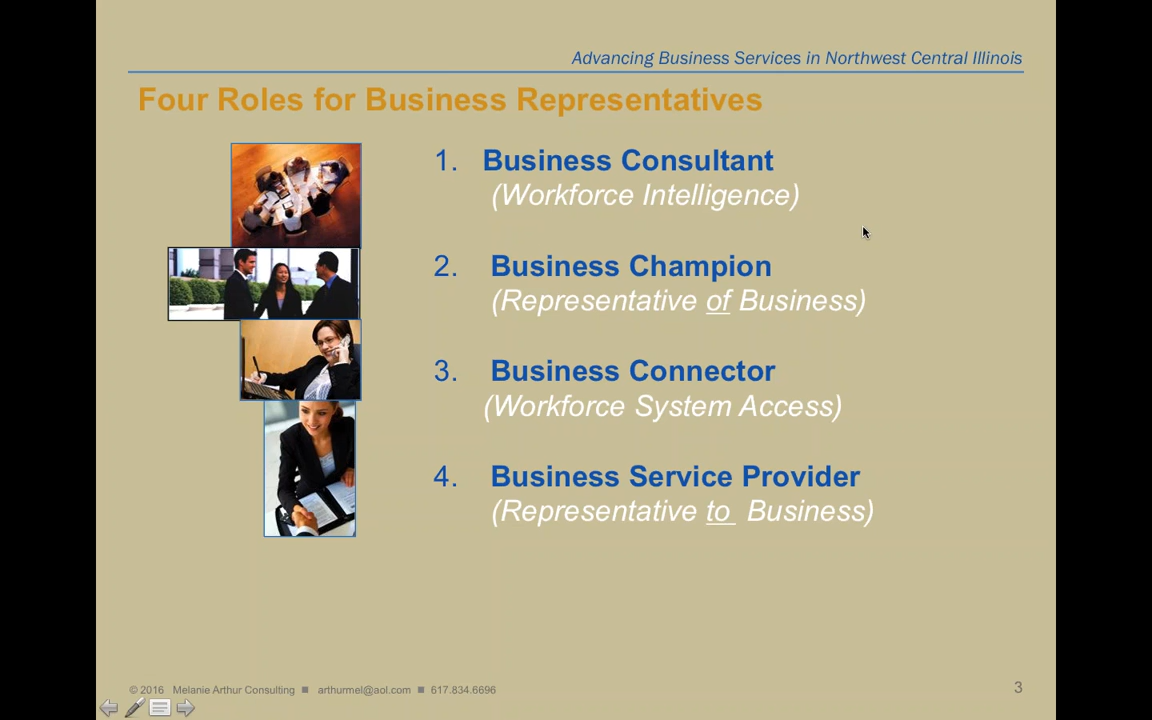 Advancing Business Services in Northwest Central Illinois
Four Roles for Business Representatives
1. Business Consultant
(Workforce Intelligence)
2. Business Champion
(Representative of Business)
3. Business Connector
(Workforce System Access)
4. Business Service Provider
(Representative to Business)
© 2016 Melanie Arthur Consulting ■ arthurmel@aol.com ■ 617.834.6696
3